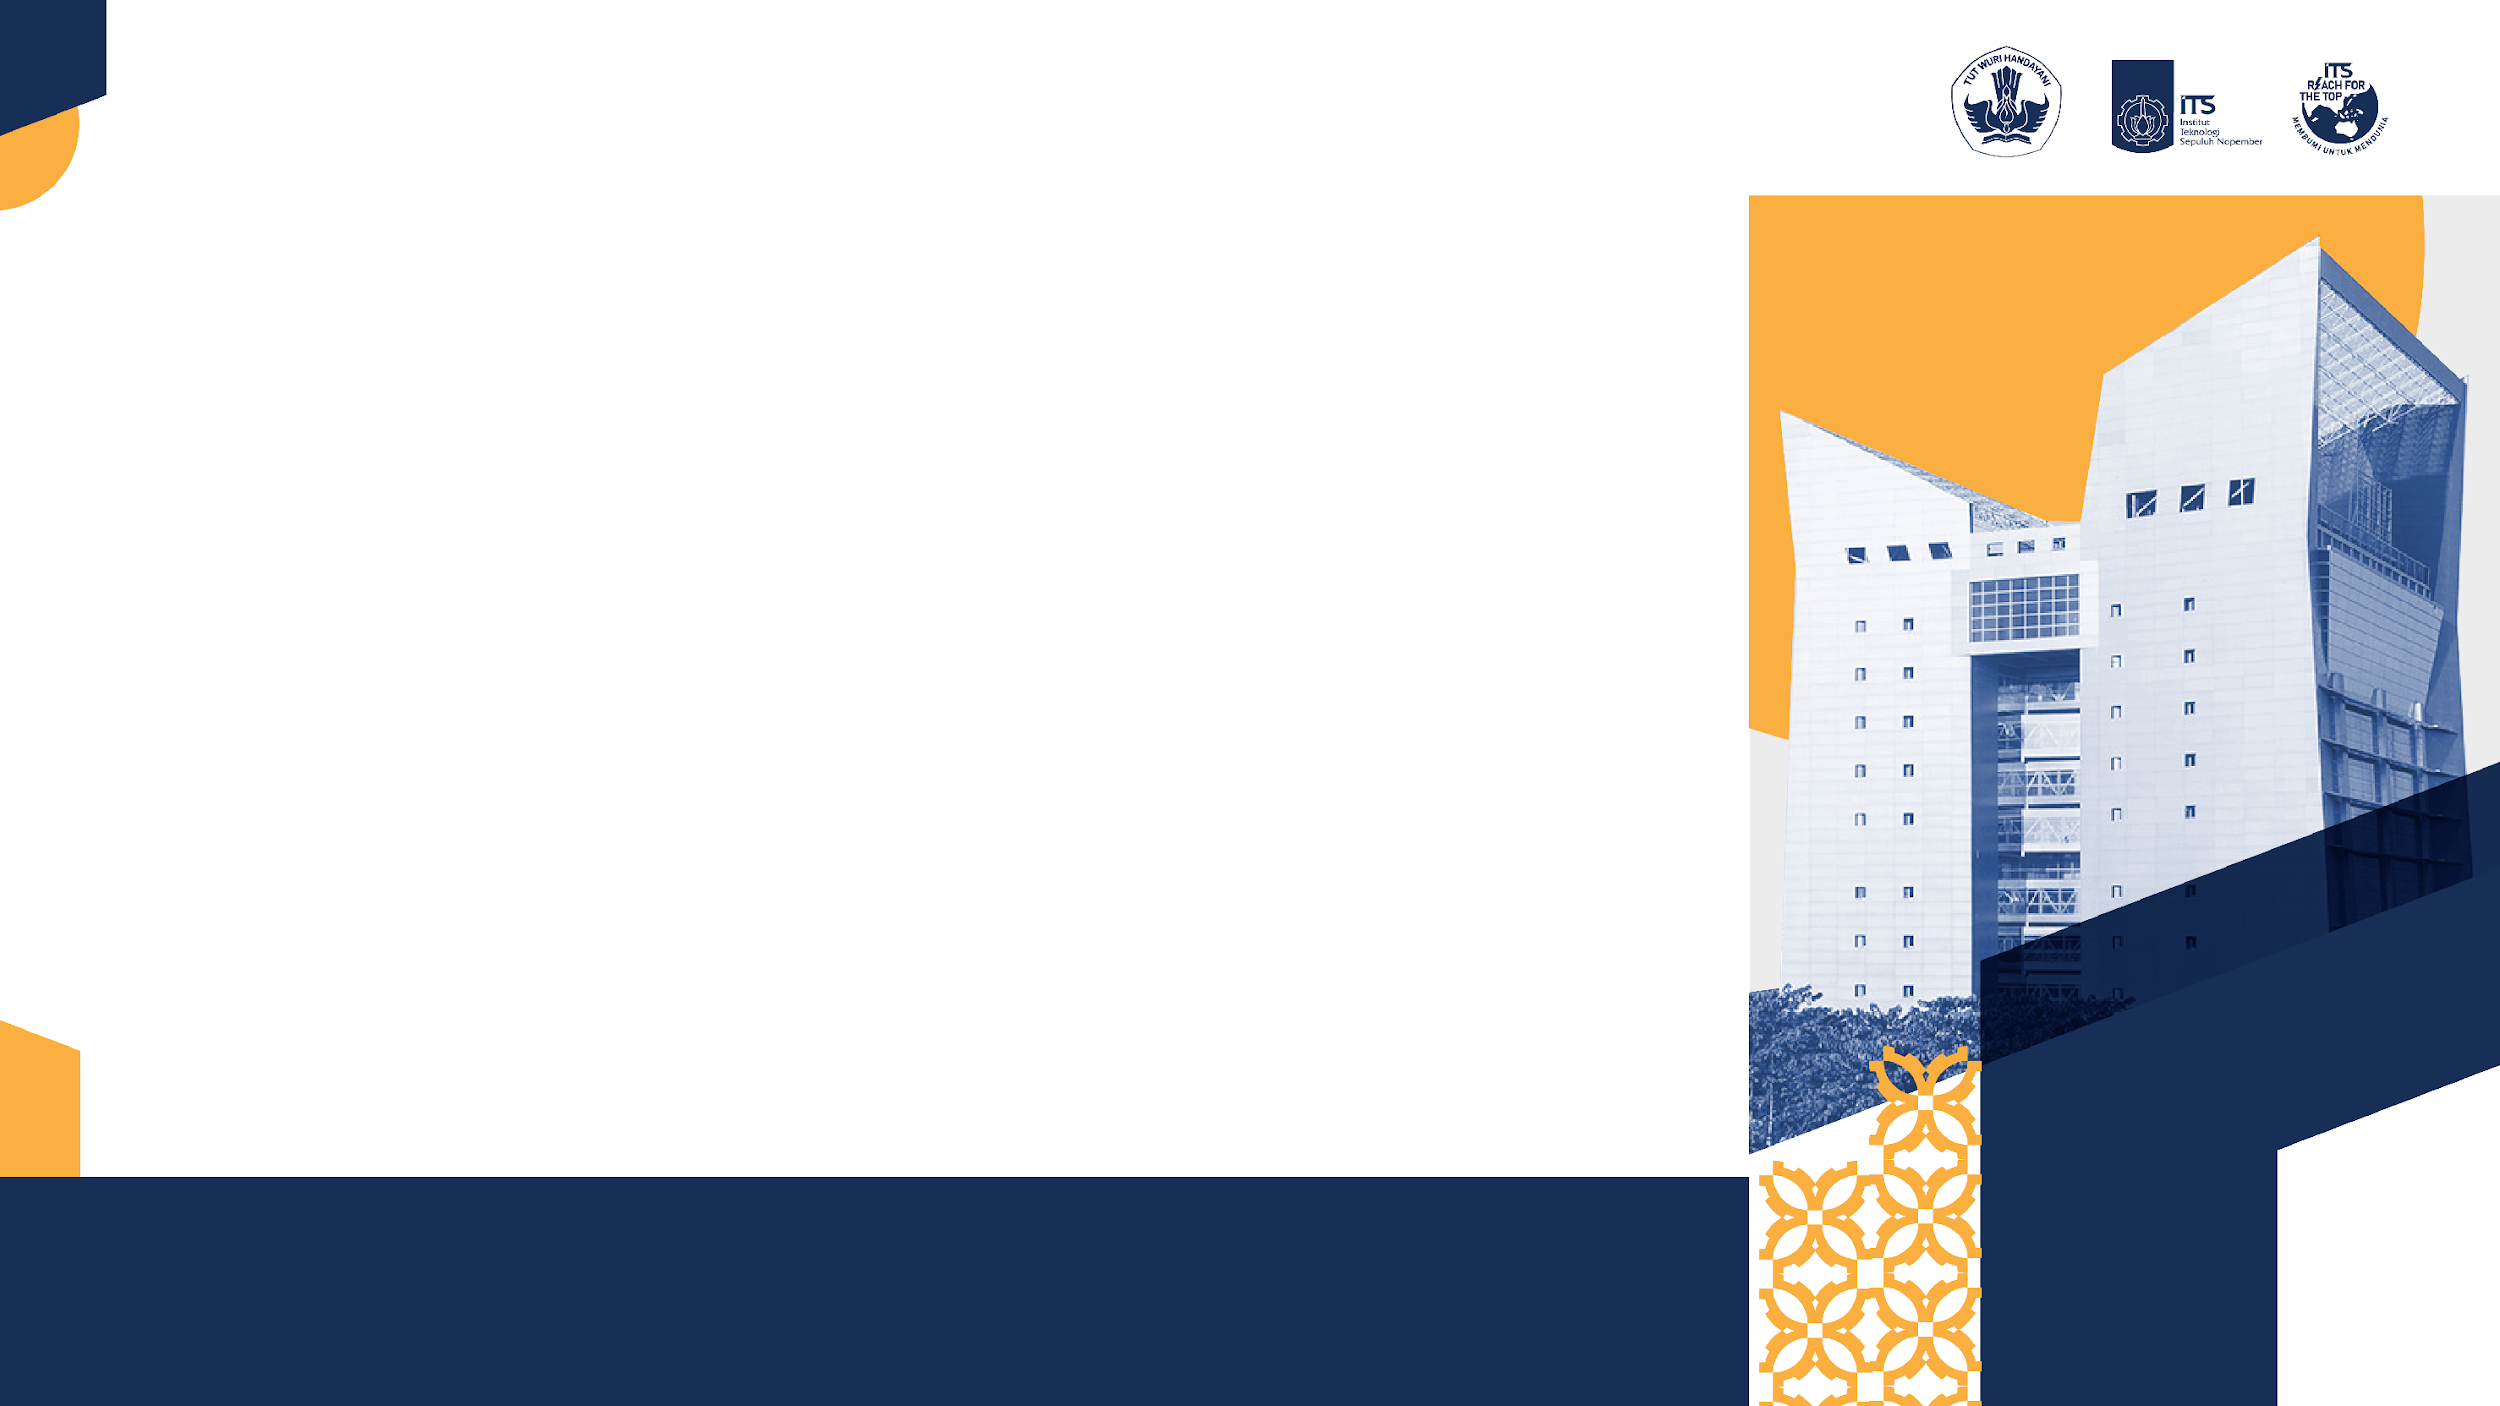 TUT WURI HANDAYANI
ITS
Institut
Teknologi
Sepuluh Nopember
ITS
REACH FOR
THE TOP
MEMBUMI UNTUK MENDUNIA